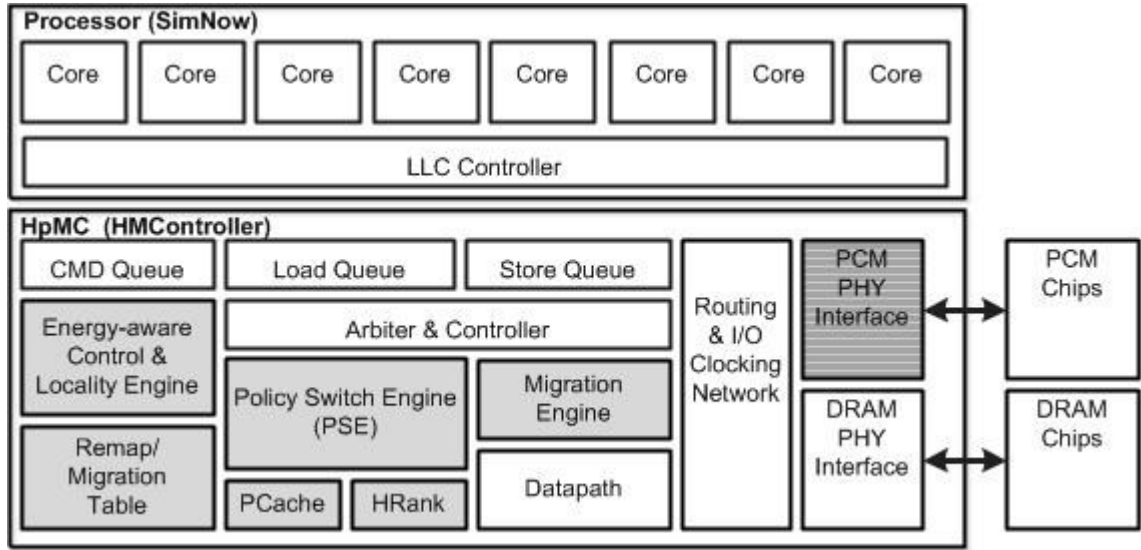 Processor (SimNow)
Core Core Core Core Core Core Core Core
LLC Controller
HpMC (HMController)
CMD Queue
Load Queue
Store Queue
Energy-aware
Control &
Locality Engine
Arbiter & Controller
Policy Switch Engine
(PSE)
Migration
Engine
Remap/
Migration
Table
PCache
HRank
Datapath
Routing
& I/O
Clocking
Network
PCM
PHY
Interface
DRAM
PHY
Interface
PCM
Chips
DRAM
Chips